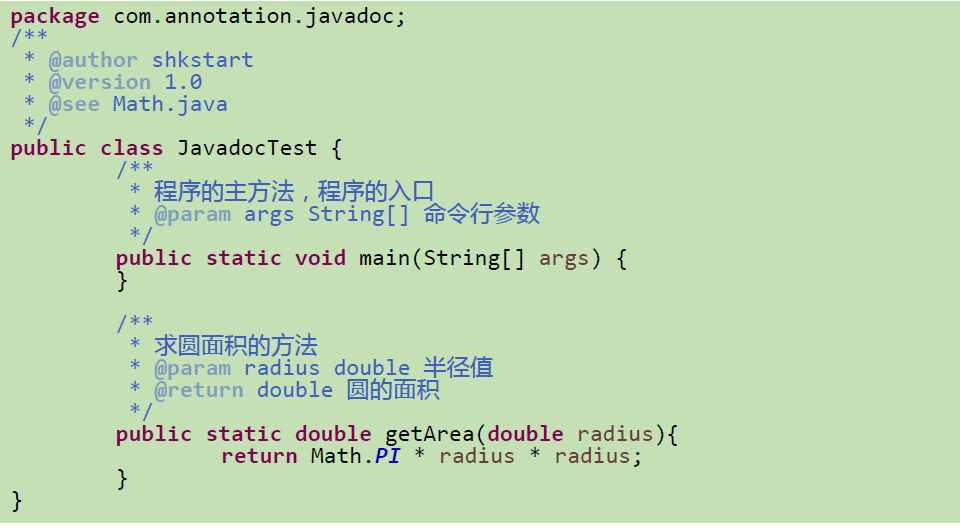 package com.annotation.javadoc;
/**
 * @author shkstart
 * @version 1.0
 * @see Math.java
 */
public class JavadocTest {
        /**
         * 程序的主方法，程序的入口
         * @param args String[] 命令行参数
         */
        public static void main(String[] args) {
        }

        /**
         * 求圆面积的方法
         * @param radius double 半径值
         * @return double 圆的面积
         */
        public static double getArea(double radius){
                return Math.PI * radius * radius;
        }
}